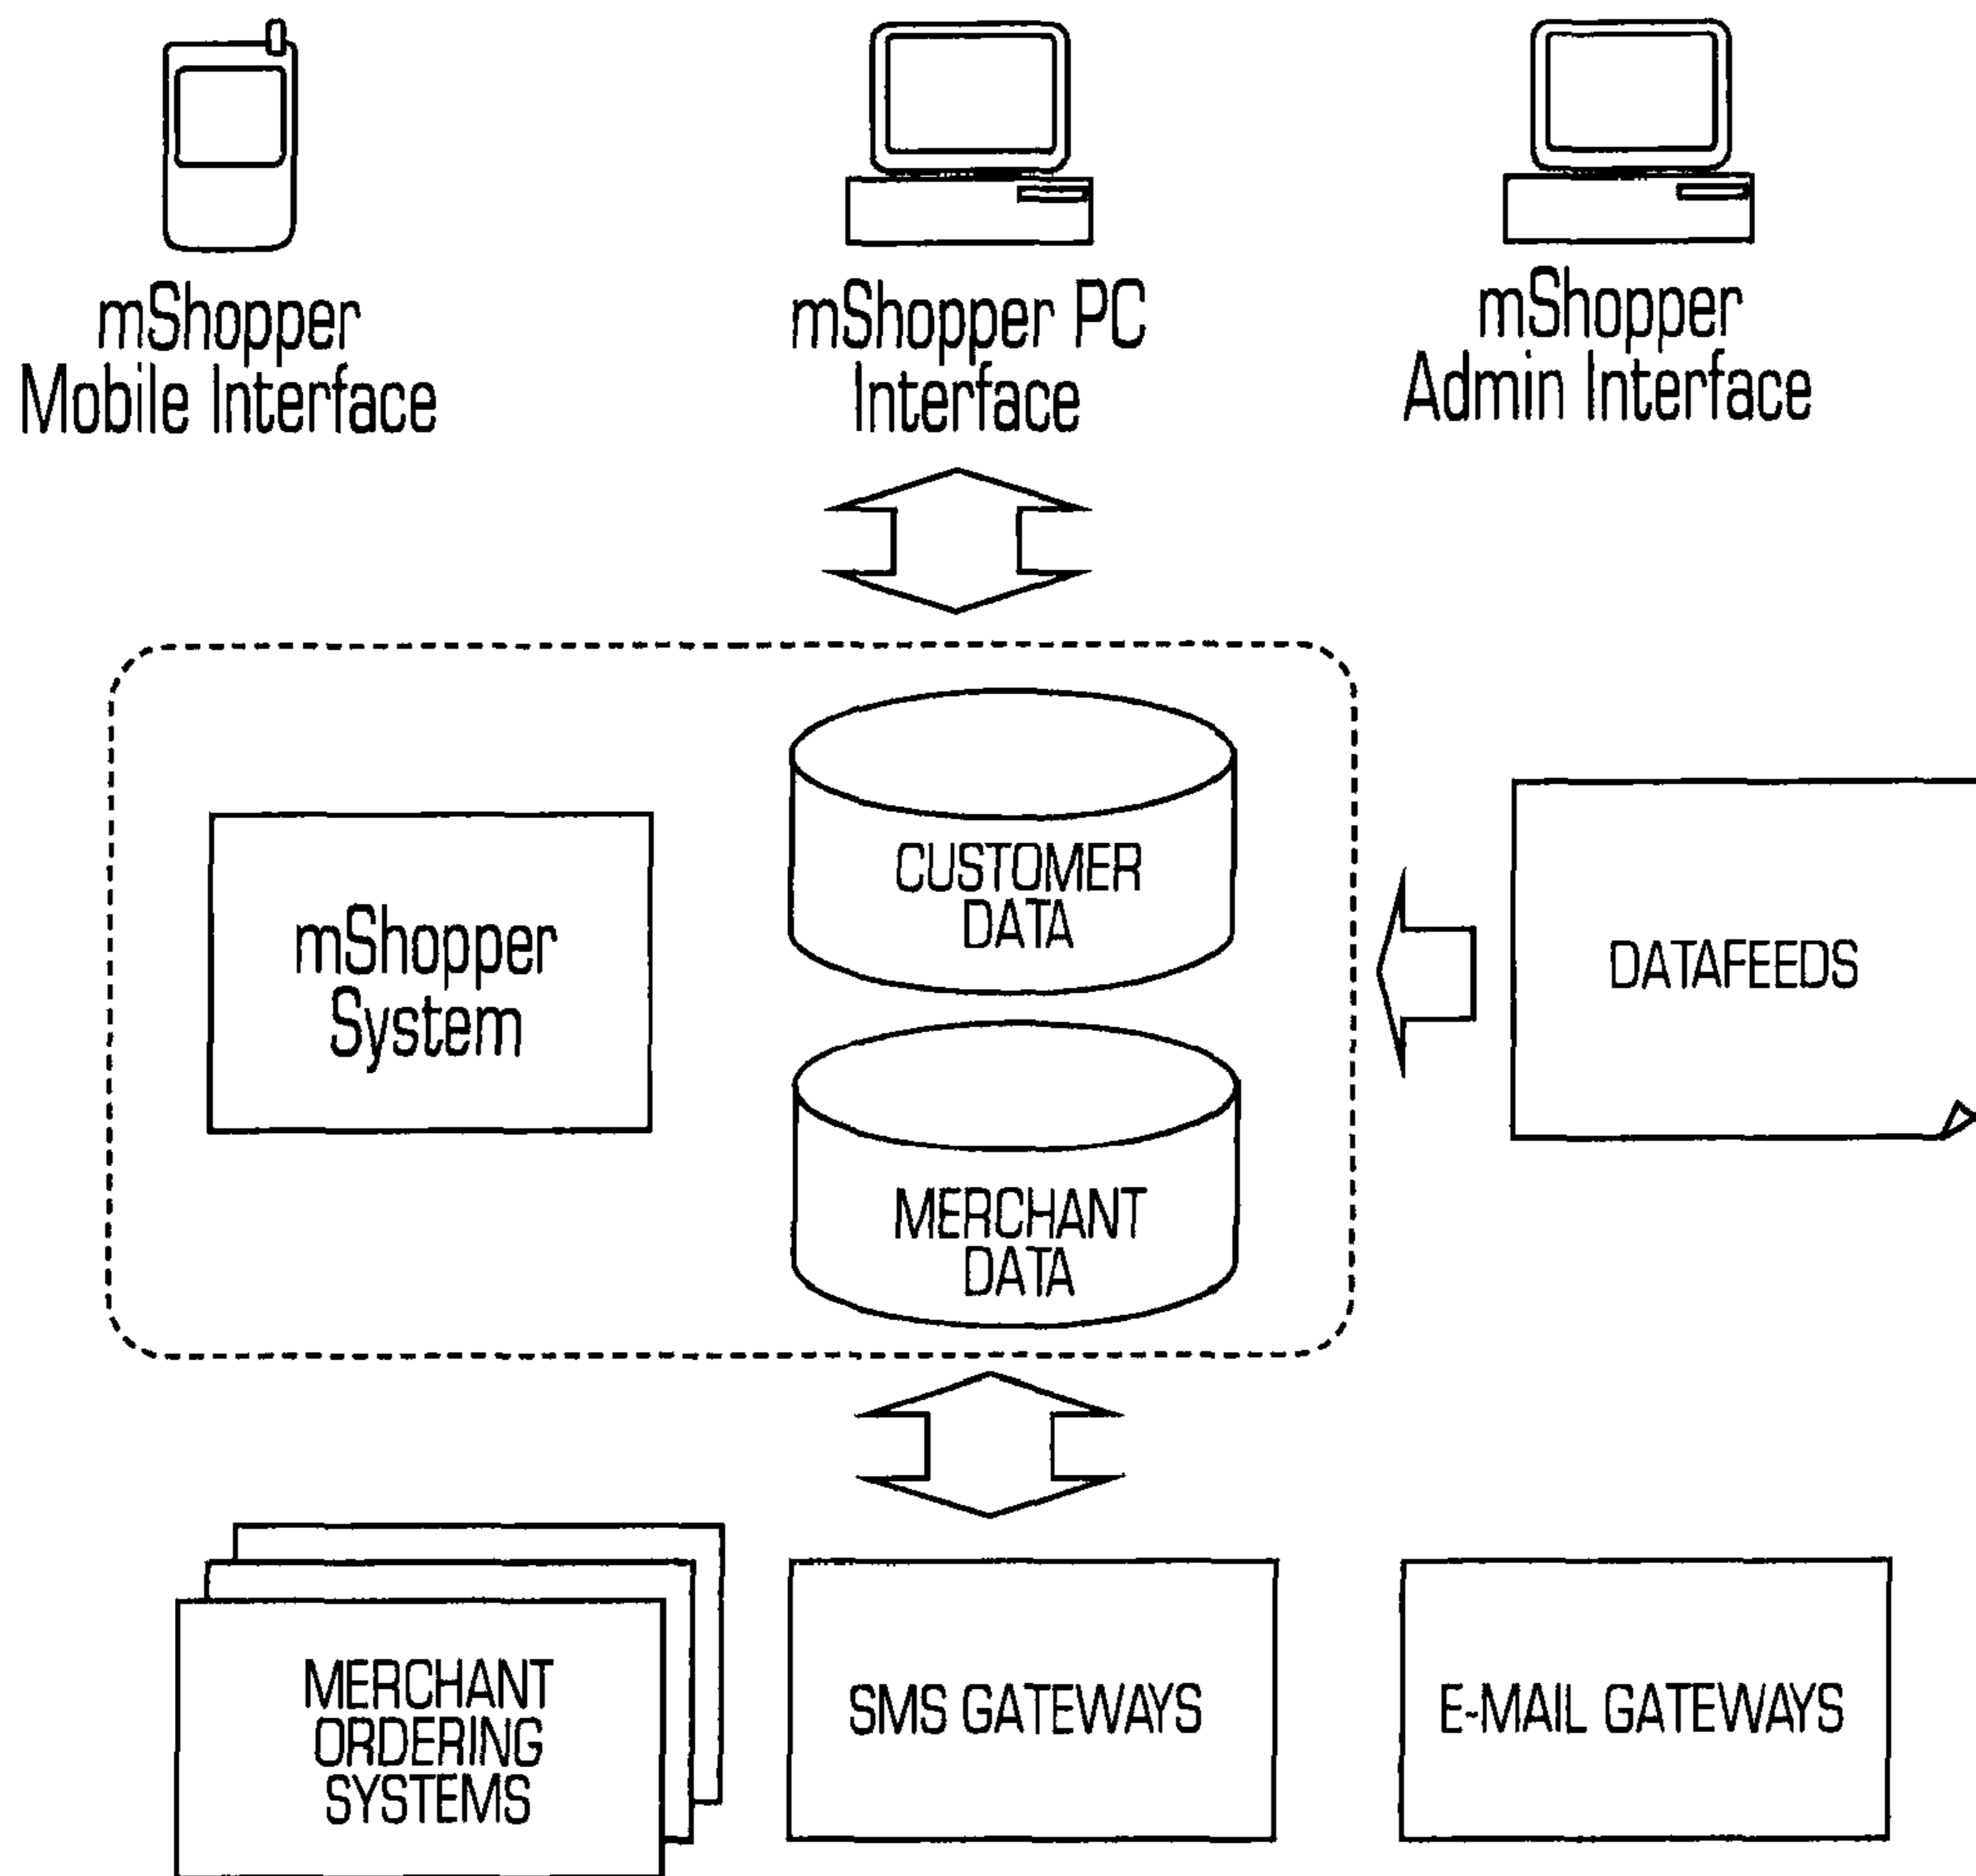 mShopper
Mobile Interface
mShopper PC
Interface
mShopper
Admin Interface
mShopper
System
CUSTOMER
DATA
MERCHANT
DATA
DATAFEEDS
MERCHANT
ORDERING
SYSTEMS
SMS GATEWAYS
E-MAIL GATEWAYS